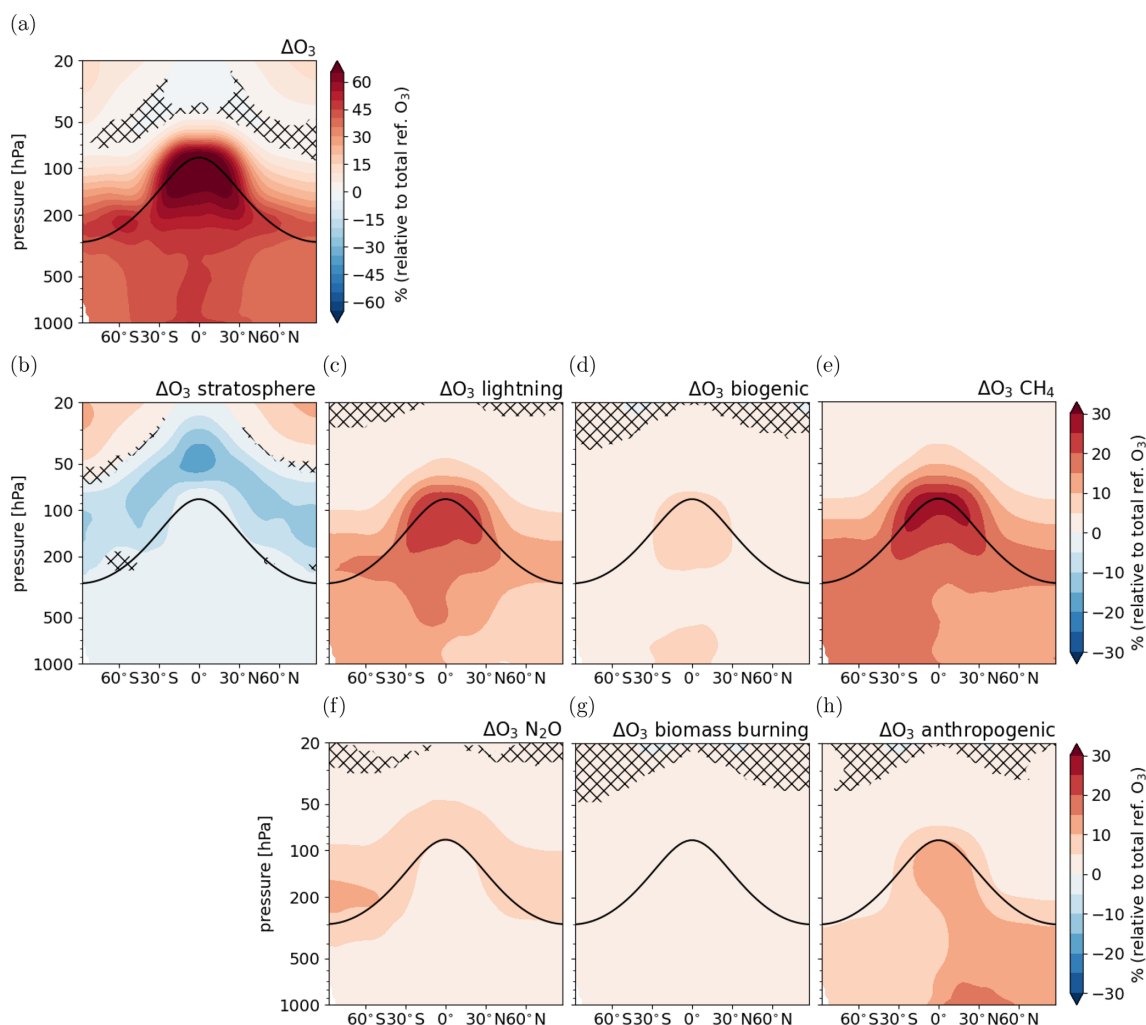 (a)
ΔO₃
20
50
100
200
500
1000
pressure [hPa]
60°S30°S 0° 30°N60°N
60
45
30
15
0
−15
−30
−45
−60
% (relative to total ref. O₃)
(b) (c) (d) (e)
ΔO₃ stratosphere ΔO₃ lightning ΔO₃ biogenic ΔO₃ CH₄
20
50
100
200
500
1000
pressure [hPa]
60°S30°S 0° 30°N60°N 60°S30°S 0° 30°N60°N 60°S30°S 0° 30°N60°N 60°S30°S 0° 30°N60°N
30
20
10
0
−10
−20
−30
% (relative to total ref. O₃)
(f) (g) (h)
ΔO₃ N₂O ΔO₃ biomass burning ΔO₃ anthropogenic
20
50
100
200
500
1000
pressure [hPa]
60°S30°S 0° 30°N60°N 60°S30°S 0° 30°N60°N 60°S30°S 0° 30°N60°N
30
20
10
0
−10
−20
−30
% (relative to total ref. O₃)